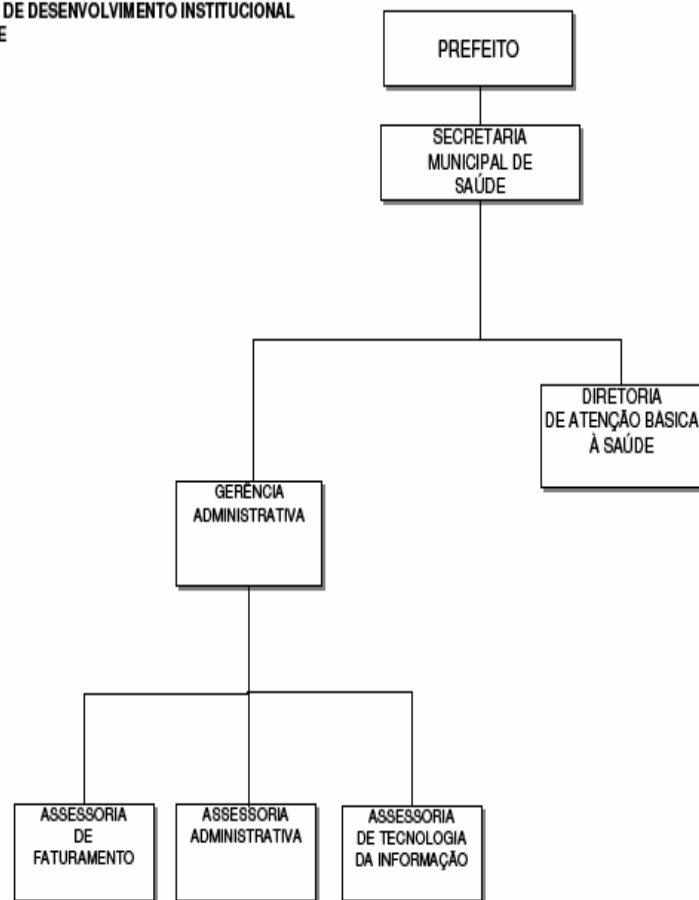 DE DESENVOLVIMENTO INSTITUCIONAL
E
PREFEITO
SECRETARIA
MUNICIPAL DE
SAÚDE
DIRETORIA
DE ATENÇÃO BÁSICA
À SAÚDE
GERÊNCIA
ADMINISTRATIVA
ASSESSORIA
DE
FATURAMENTO
ASSESSORIA
ADMINISTRATIVA
ASSESSORIA
DE TECNOLOGIA
DA INFORMAÇÃO